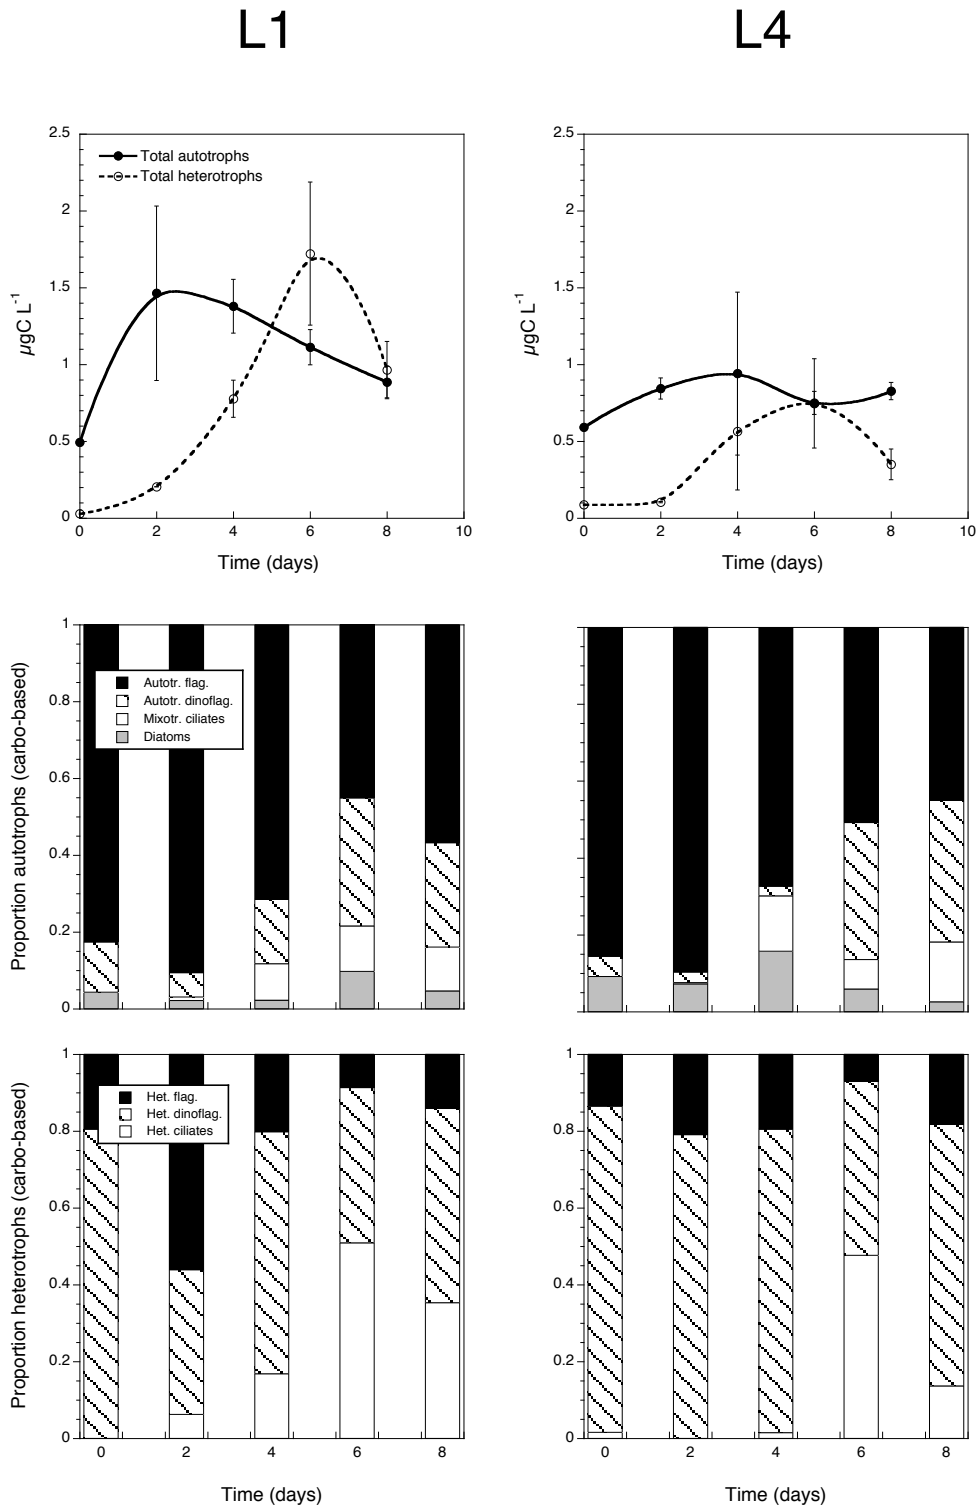 L1
L4
2.5
2
1.5
1
0.5
0
µgC L-1
Total autotrophs
Total heterotrophs
0 2 4 6 8 10
Time (days)
2.5
2
1.5
1
0.5
0
µgC L-1
0 2 4 6 8 10
Time (days)
Proportion autotrophs (carbo-based)
1
0.8
0.6
0.4
0.2
0
Autotr. flag.
Autotr. dinoflag.
Mixotr. ciliates
Diatoms
Proportion heterotrophs (carbo-based)
1
0.8
0.6
0.4
0.2
0
Het. flag.
Het. dinoflag.
Het. ciliates
0 2 4 6 8
Time (days)
1
0.8
0.6
0.4
0.2
0
0 2 4 6 8
Time (days)